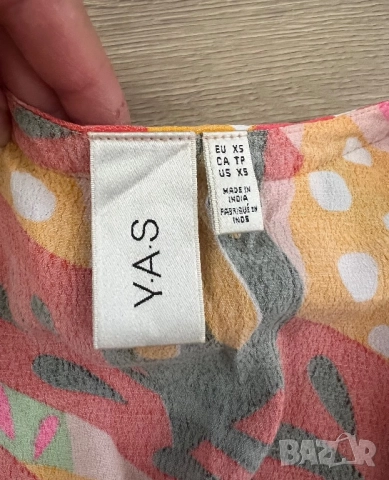 Y.A.S
EU XS
CA TP
US XS
MADE IN
INDIA
FABRIQUÉ EN
INDE
BAZAR